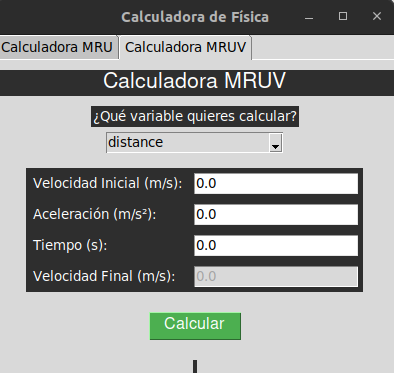 Calculadora de Física
Calculadora MRU Calculadora MRUV
Calculadora MRUV
¿Qué variable quieres calcular?
distance
Velocidad Inicial (m/s): 0.0
Aceleración (m/s²): 0.0
Tiempo (s): 0.0
Velocidad Final (m/s): 0.0
Calcular